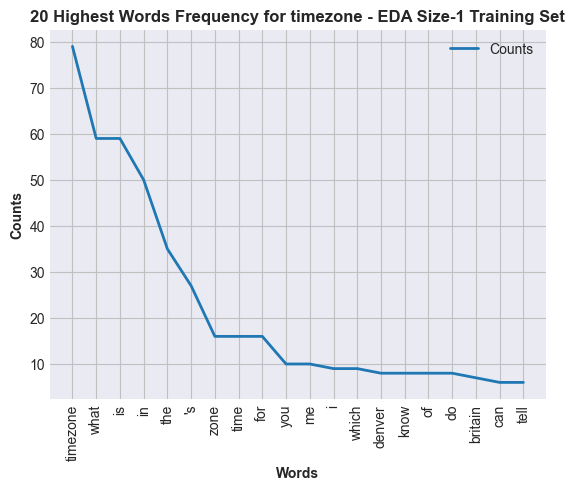 20 Highest Words Frequency for timezone - EDA Size-1 Training Set
Counts
80
70
60
50
40
30
20
10
Counts
timezone
what
is
in
the
's
zone
time
for
you
me
i
which
denver
know
of
do
britain
can
tell
Words